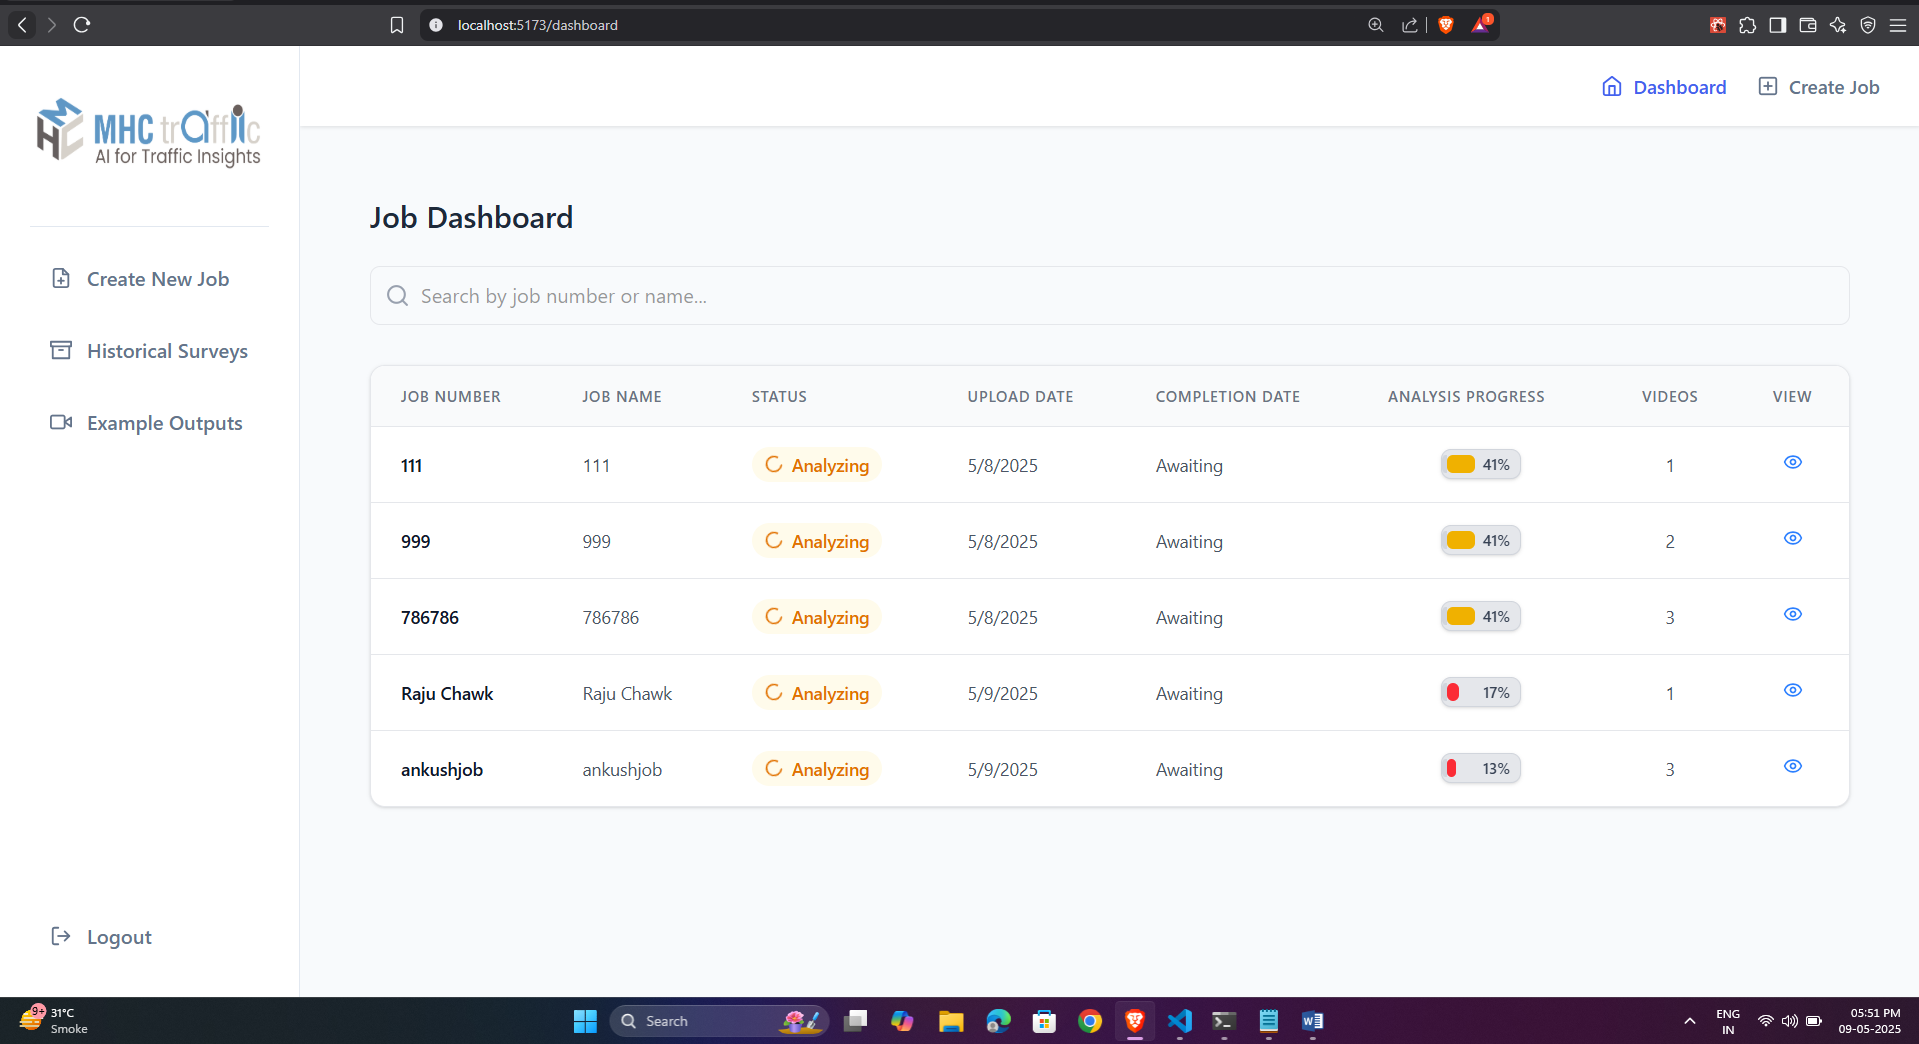 localhost:5173/dashboard
1
MHC traffic
AI for Traffic Insights
Dashboard
Create Job
Create New Job
Historical Surveys
Example Outputs
Logout
Job Dashboard
Search by job number or name...
JOB NUMBER JOB NAME STATUS UPLOAD DATE COMPLETION DATE ANALYSIS PROGRESS VIDEOS VIEW
111 111 Analyzing 5/8/2025 Awaiting 41% 1
999 999 Analyzing 5/8/2025 Awaiting 41% 2
786786 786786 Analyzing 5/8/2025 Awaiting 41% 3
Raju Chawk Raju Chawk Analyzing 5/9/2025 Awaiting 17% 1
ankushjob ankushjob Analyzing 5/9/2025 Awaiting 13% 3
9+
31°C
Smoke
Search
ENG
IN
05:51 PM
09-05-2025